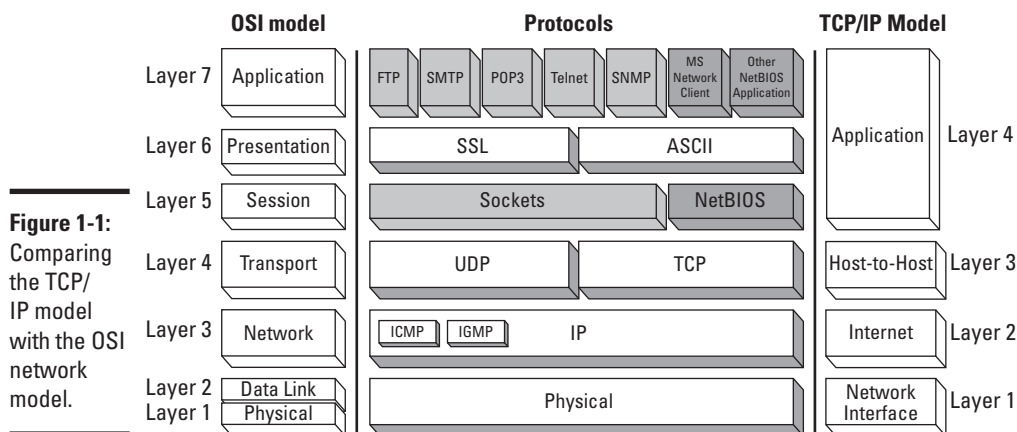 OSI model
Protocols
TCP/IP Model
Layer 7
Application
FTP
SMTP
POP3
Telnet
SNMP
MS
Network
Client
Other
NetBIOS
Application
Layer 6
Presentation
SSL
ASCII
Application
Layer 4
Layer 5
Session
Sockets
NetBIOS
Layer 4
Transport
UDP
TCP
Host-to-Host
Layer 3
Layer 3
Network
ICMP
IGMP
IP
Internet
Layer 2
Layer 2
Data Link
Layer 1
Physical
Physical
Network
Interface
Layer 1
Figure 1-1:
Comparing
the TCP/
IP model
with the OSI
network
model.